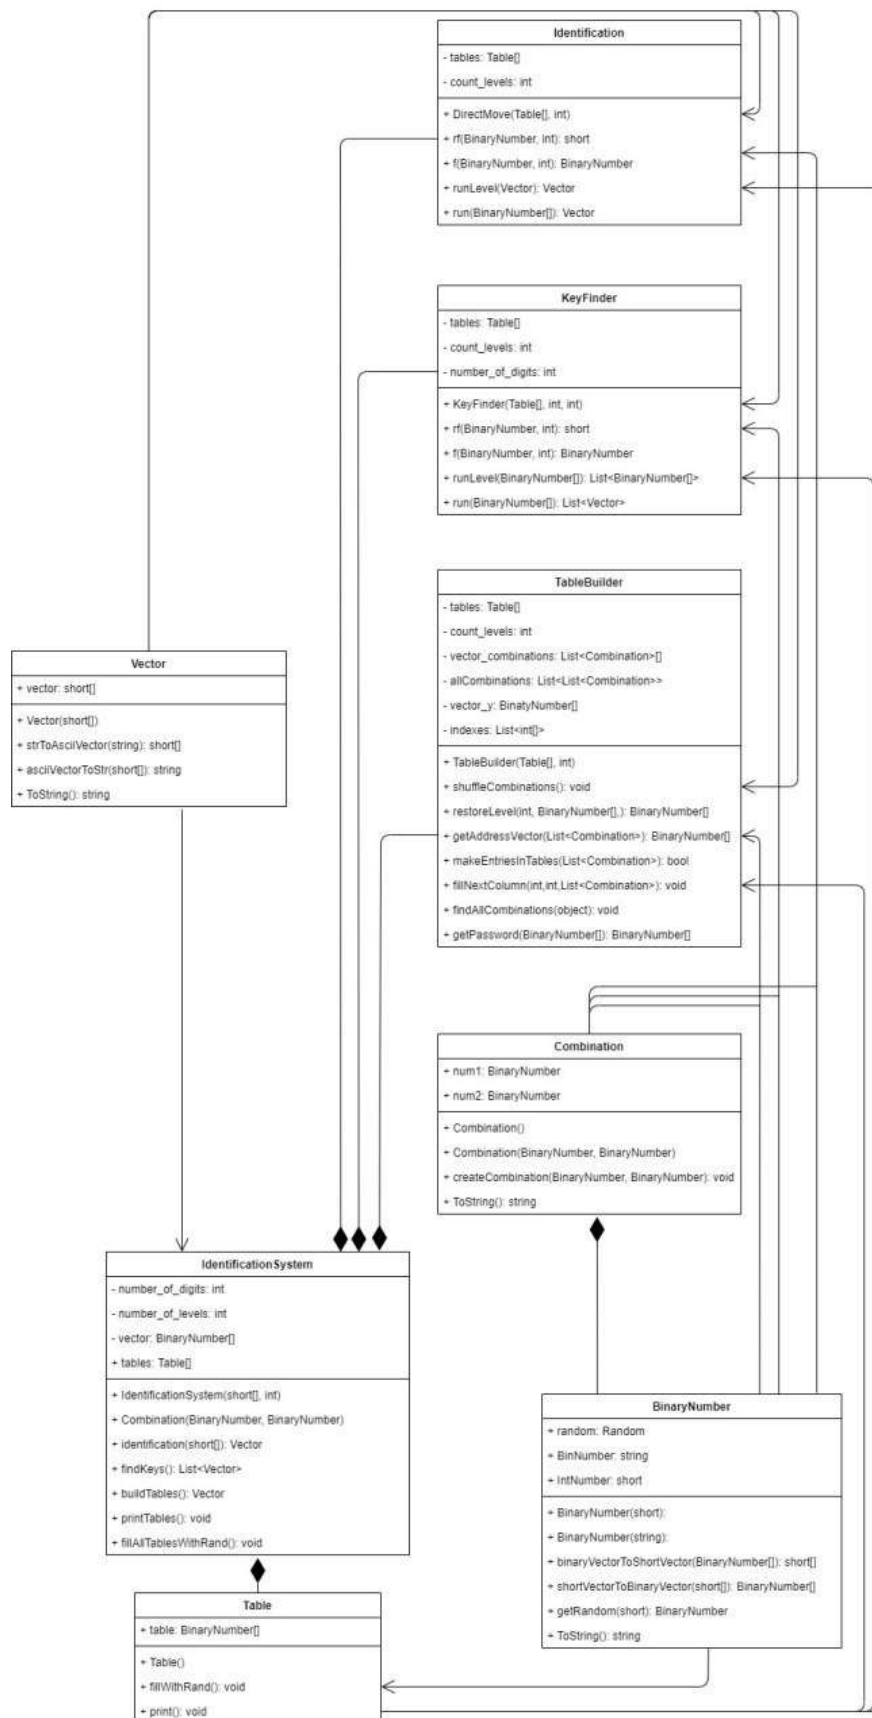 Identification
- tables: Table[]
- count_levels: int
+ DirectMove(Table[], int)
+ rf(BinaryNumber, int): short
+ f(BinaryNumber, int): BinaryNumber
+ runLevel(Vector): Vector
+ run(BinaryNumber[]): Vector
KeyFinder
- tables: Table[]
- count_levels: int
- number_of_digits: int
+ KeyFinder(Table[], int, int)
+ rf(BinaryNumber, int): short
+ f(BinaryNumber, int): BinaryNumber
+ runLevel(BinaryNumber[]): List<BinaryNumber[]>
+ run(BinaryNumber[]): List<Vector>
TableBuilder
- tables: Table[]
- count_levels: int
- vector_combinations: List<Combination>[]
- allCombinations: List<List<Combination>>
- vector_y: BinatyNumber[]
- indexes: List<int[]>
+ TableBuilder(Table[], int)
+ shuffleCombinations(): void
+ restoreLevel(int, BinaryNumber[],): BinaryNumber[]
+ getAddressVector(List<Combination>): BinaryNumber[]
+ makeEntriesInTables(List<Combination>): bool
+ fillNextColumn(int,int,List<Combination>): void
+ findAllCombinations(object): void
+ getPassword(BinaryNumber[]): BinaryNumber[]
Vector
+ vector: short[]
+ Vector(short[])
+ strToAsciiVector(string): short[]
+ asciiVectorToStr(short[]): string
+ ToString(): string
Combination
+ num1: BinaryNumber
+ num2: BinaryNumber
+ Combination()
+ Combination(BinaryNumber, BinaryNumber)
+ createCombination(BinaryNumber, BinaryNumber): void
+ ToString(): string
IdentificationSystem
- number_of_digits: int
- number_of_levels: int
- vector: BinaryNumber[]
+ tables: Table[]
+ IdentificationSystem(short[], int)
+ Combination(BinaryNumber, BinaryNumber)
+ identification(short[]): Vector
+ findKeys(): List<Vector>
+ buildTables(): Vector
+ printTables(): void
+ fillAllTablesWithRand(): void
BinaryNumber
+ random: Random
+ BinNumber: string
+ IntNumber: short
+ BinaryNumber(short):
+ BinaryNumber(string):
+ binaryVectorToShortVector(BinaryNumber[]): short[]
+ shortVectorToBinaryVector(short[]): BinaryNumber[]
+ getRandom(short): BinaryNumber
+ ToString(): string
Table
+ table: BinaryNumber[]
+ Table()
+ fillWithRand(): void
+ print(): void